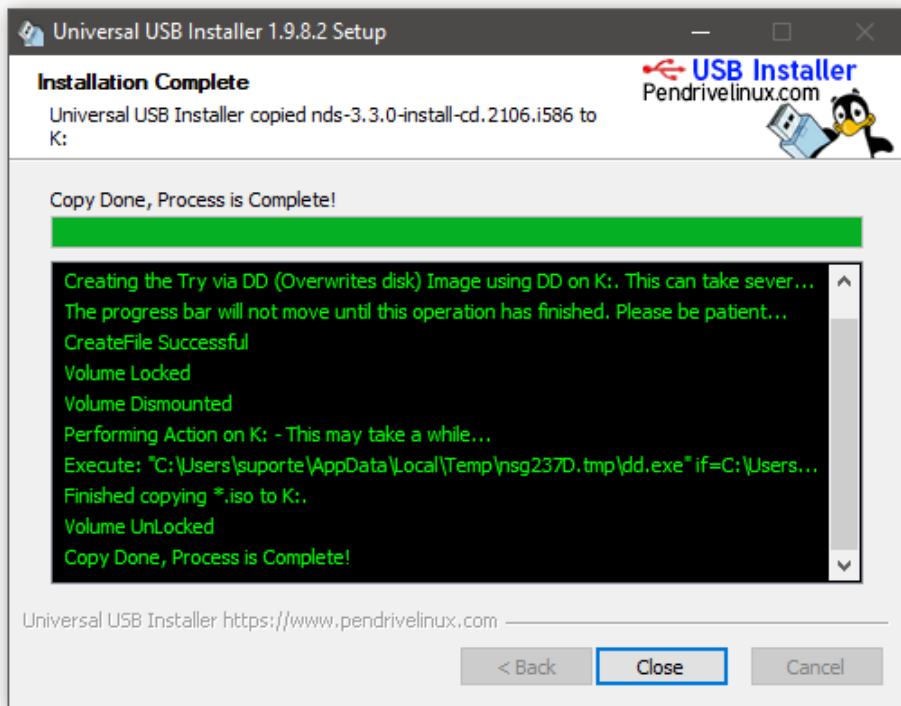 Universal USB Installer 1.9.8.2 Setup
Installation Complete
Universal USB Installer copied nds-3.3.0-install-cd.2106.i586 to
K:
USB Installer
Pendrivelinux.com
Copy Done, Process is Complete!
Creating the Try via DD (Overwrites disk) Image using DD on K:. This can take sever...
The progress bar will not move until this operation has finished. Please be patient...
CreateFile Successful
Volume Locked
Volume Dismounted
Performing Action on K: - This may take a while...
Execute: "C:\Users\suporte\AppData\Local\Temp\nsg237D.tmp\dd.exe" if=C:\Users...
Finished copying *.iso to K:.
Volume UnLocked
Copy Done, Process is Complete!
Universal USB Installer https://www.pendrivelinux.com
< Back
Close
Cancel